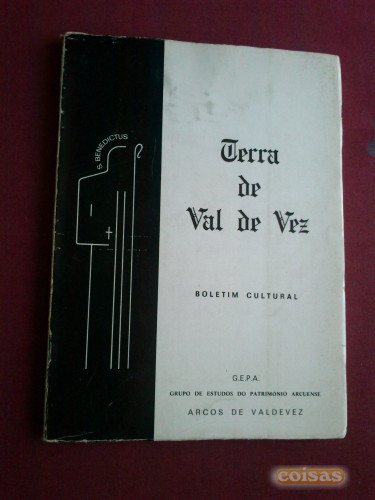 S. BENEDICTUS
Terra
de
Val de Vez
BOLETIM CULTURAL
G.E.P.A.
GRUPO DE ESTUDOS DO PATRIMONIO ARCUENSE
ARCOS DE VALDEVEZ
coisas